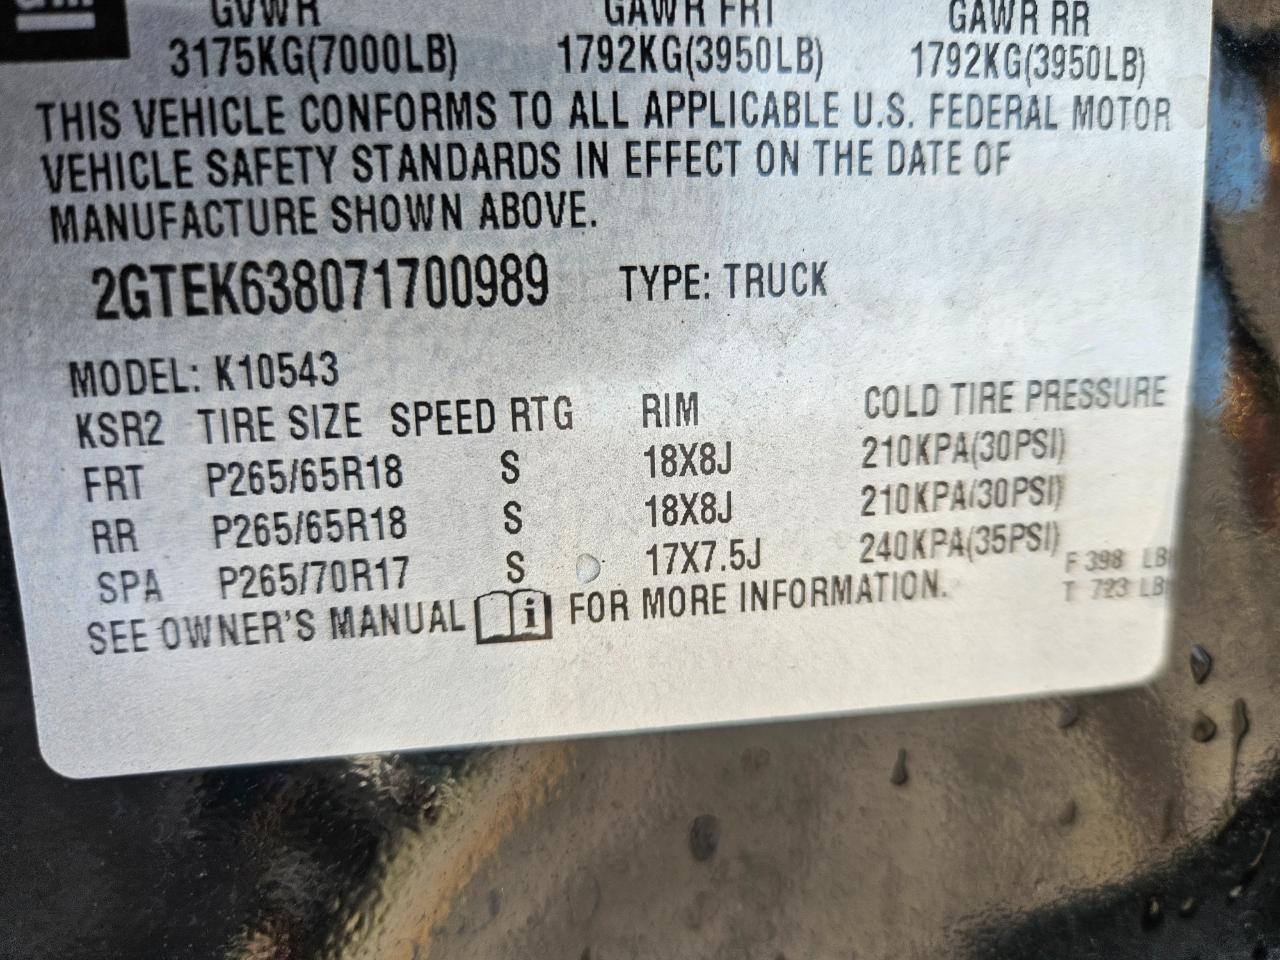 GM
GVWR GAWR FRT GAWR RR
3175KG(7000LB) 1792KG(3950LB) 1792KG(3950LB)
THIS VEHICLE CONFORMS TO ALL APPLICABLE U.S. FEDERAL MOTOR
VEHICLE SAFETY STANDARDS IN EFFECT ON THE DATE OF
MANUFACTURE SHOWN ABOVE.
2GTEK638071700989 TYPE: TRUCK
MODEL: K10543
KSR2 TIRE SIZE SPEED RTG RIM COLD TIRE PRESSURE
FRT P265/65R18 S 18X8J 210KPA(30PSI)
RR P265/65R18 S 18X8J 210KPA(30PSI)
SPA P265/70R17 S 17X7.5J 240KPA(35PSI)
F 398 LB
T 723 LB
SEE OWNER'S MANUAL i FOR MORE INFORMATION.